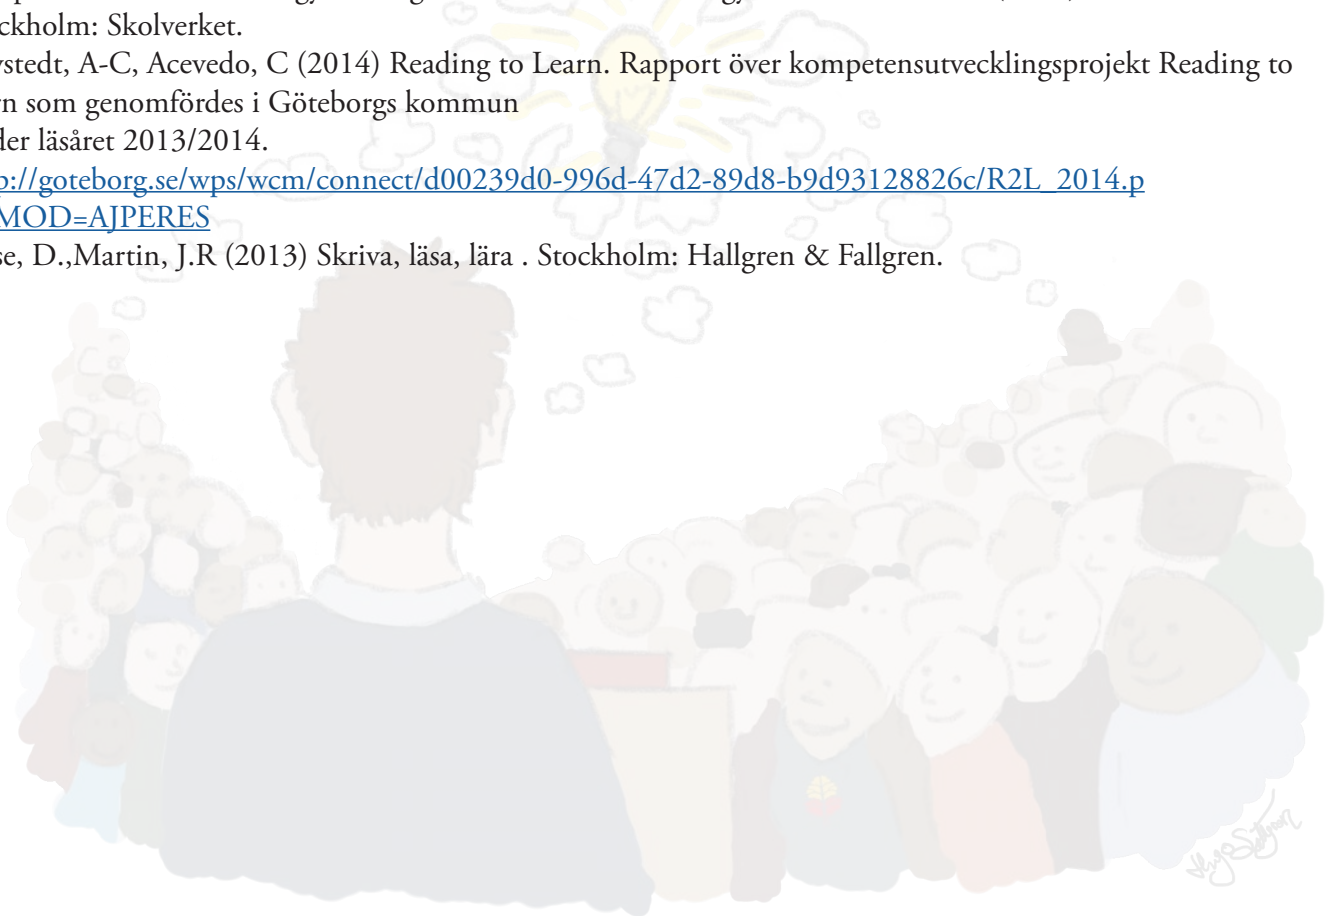 ckholm: Skolverket.
stedt, A-C, Acevedo, C (2014) Reading to Learn. Rapport över kompetensutvecklingsprojekt Reading to
n som genomfördes i Göteborgs kommun
der läsåret 2013/2014.
p://goteborg.se/wps/wcm/connect/d00239d0-996d-47d2-89d8-b9d93128826c/R2L_2014.p
MOD=AJPERES
se, D.,Martin, J.R (2013) Skriva, läsa, lära . Stockholm: Hallgren & Fallgren.